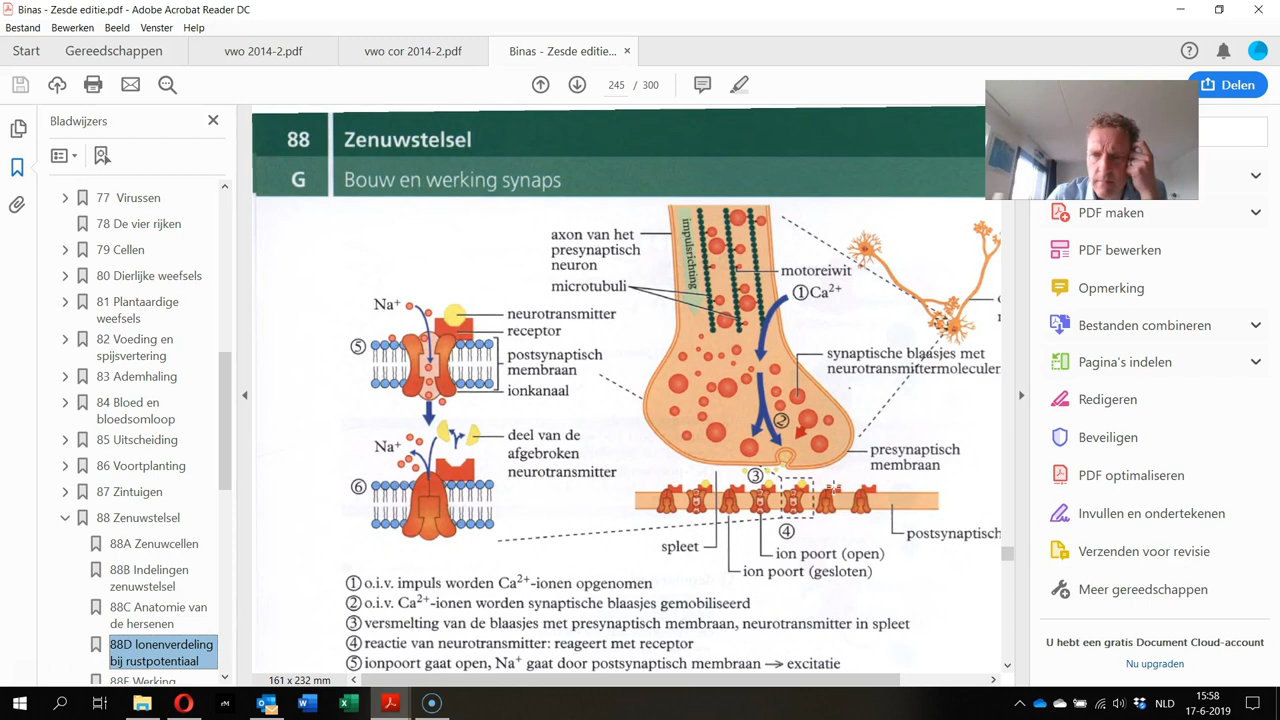 Binas - Zesde editie.pdf - Adobe Acrobat Reader DC
Bestand Bewerken Beeld Venster Help
Start Gereedschappen vwo 2014-2.pdf vwo cor 2014-2.pdf Binas - Zesde editie... ×
245 / 300
Delen
Bladwijzers
77 Virussen
78 De vier rijken
79 Cellen
80 Dierlijke weefsels
81 Plantaardige
weefsels
82 Voeding en
spijsvertering
83 Ademhaling
84 Bloed en
bloedsomloop
85 Uitscheiding
86 Voortplanting
87 Zintuigen
88 Zenuwstelsel
88A Zenuwcellen
88B Indelingen
zenuwstelsel
88C Anatomie van
de hersenen
88D Ionenverdeling
bij rustpotentiaal
88E Werking
88 Zenuwstelsel
G Bouw en werking synaps
axon van het
presynaptisch
neuron
microtubuli
impulsrichting
motoreiwit
① Ca²⁺
synaptische blaasjes met
neurotransmittermoleculen
②
presynaptisch
membraan
③
④
postsynaptisch
spleet
ion poort (open)
ion poort (gesloten)
Na⁺
neurotransmitter
receptor
⑤
postsynaptisch
membraan
ionkanaal
Na⁺
deel van de
afgebroken
neurotransmitter
⑥
① o.i.v. impuls worden Ca²⁺-ionen opgenomen
② o.i.v. Ca²⁺-ionen worden synaptische blaasjes gemobiliseerd
③ versmelting van de blaasjes met presynaptisch membraan, neurotransmitter in spleet
④ reactie van neurotransmitter: reageert met receptor
⑤ ionpoort gaat open, Na⁺ gaat door postsynaptisch membraan → excitatie
161 x 232 mm
PDF maken
PDF bewerken
Opmerking
Bestanden combineren
Pagina's indelen
Redigeren
Beveiligen
PDF optimaliseren
Invullen en ondertekenen
Verzenden voor revisie
Meer gereedschappen
U hebt een gratis Document Cloud-account
Nu upgraden
NLD
15:58
17-6-2019